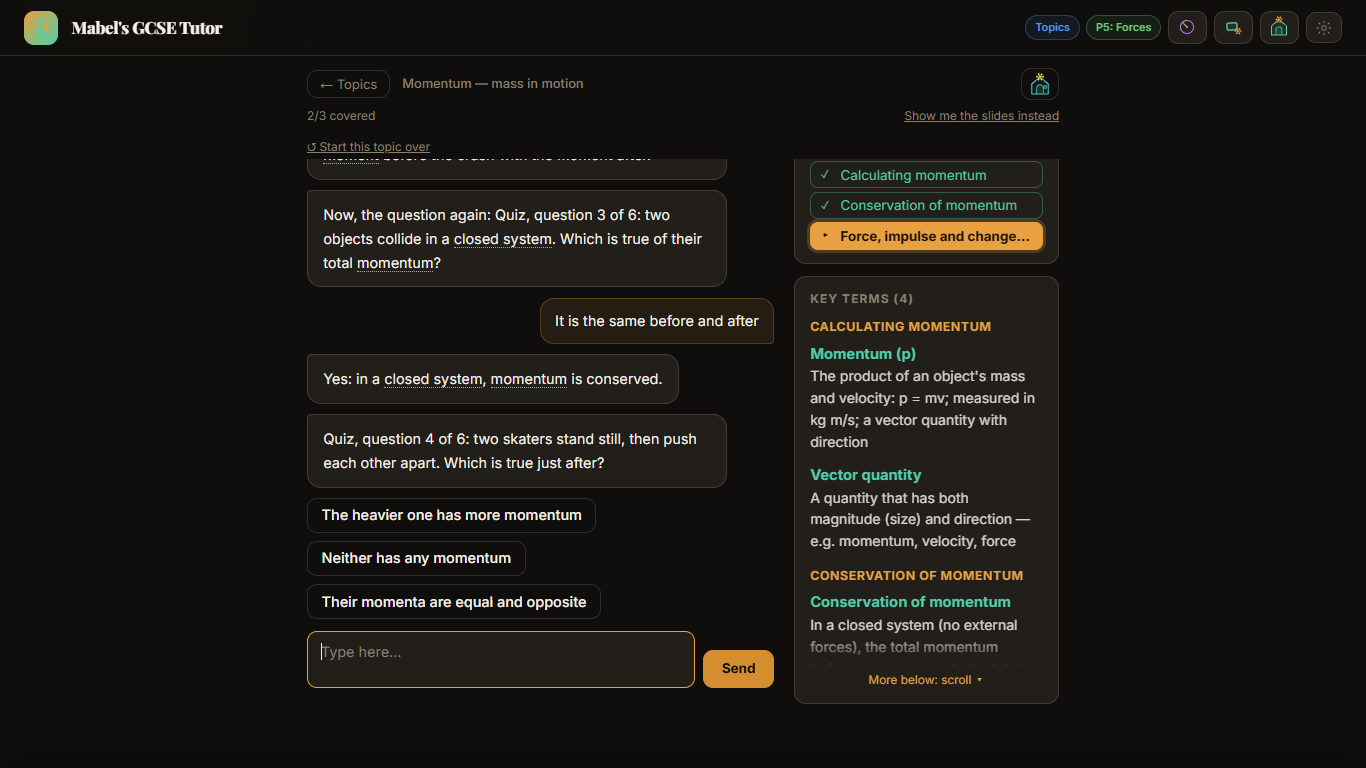 Mabel's GCSE Tutor
Topics
P5: Forces
← Topics
Momentum — mass in motion
2/3 covered
Show me the slides instead
↺ Start this topic over
Now, the question again: Quiz, question 3 of 6: two
objects collide in a closed system. Which is true of their
total momentum?
It is the same before and after
Yes: in a closed system, momentum is conserved.
Quiz, question 4 of 6: two skaters stand still, then push
each other apart. Which is true just after?
The heavier one has more momentum
Neither has any momentum
Their momenta are equal and opposite
Type here...
Send
✓ Calculating momentum
✓ Conservation of momentum
‣ Force, impulse and change...
KEY TERMS (4)
CALCULATING MOMENTUM
Momentum (p)
The product of an object's mass
and velocity: p = mv; measured in
kg m/s; a vector quantity with
direction
Vector quantity
A quantity that has both
magnitude (size) and direction —
e.g. momentum, velocity, force
CONSERVATION OF MOMENTUM
Conservation of momentum
In a closed system (no external
forces), the total momentum
More below: scroll ▾